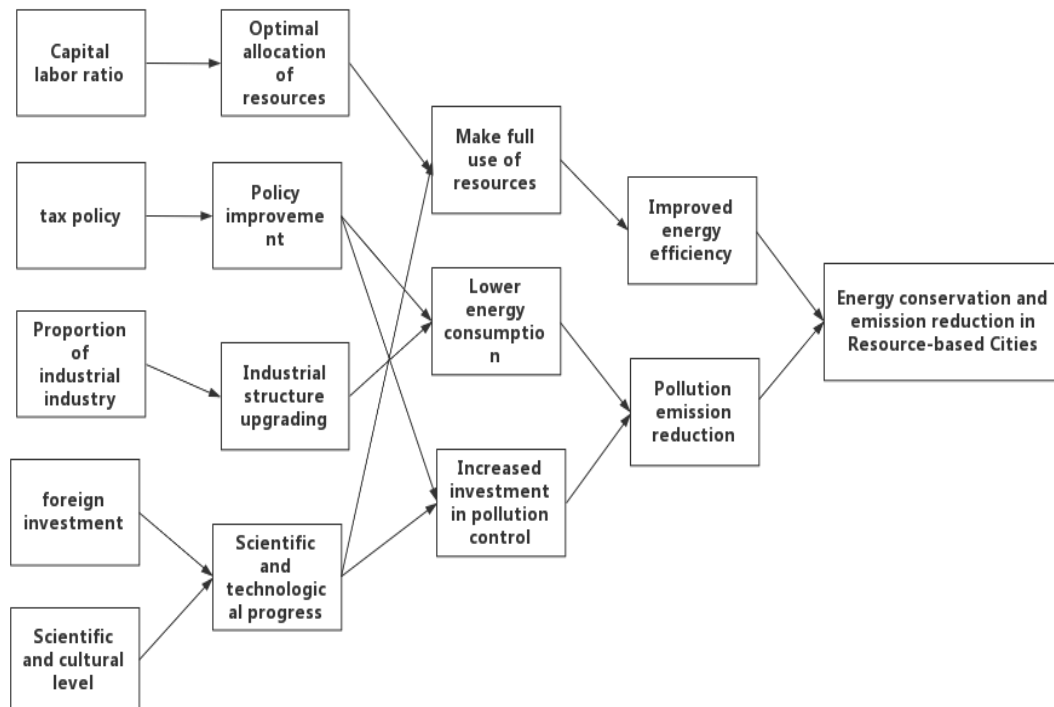 Capital
labor ratio
Optimal
allocation
of
resources
Make full
use of
resources
tax policy
Policy
improveme
nt
Improved
energy
efficiency
Lower
energy
consumptio
n
Energy conservation and
emission reduction in
Resource-based Cities
Proportion
of
industrial
industry
Industrial
structure
upgrading
Pollution
emission
reduction
Increased
investment
in pollution
control
foreign
investment
Scientific
and
technologic
al progress
Scientific
and cultural
level